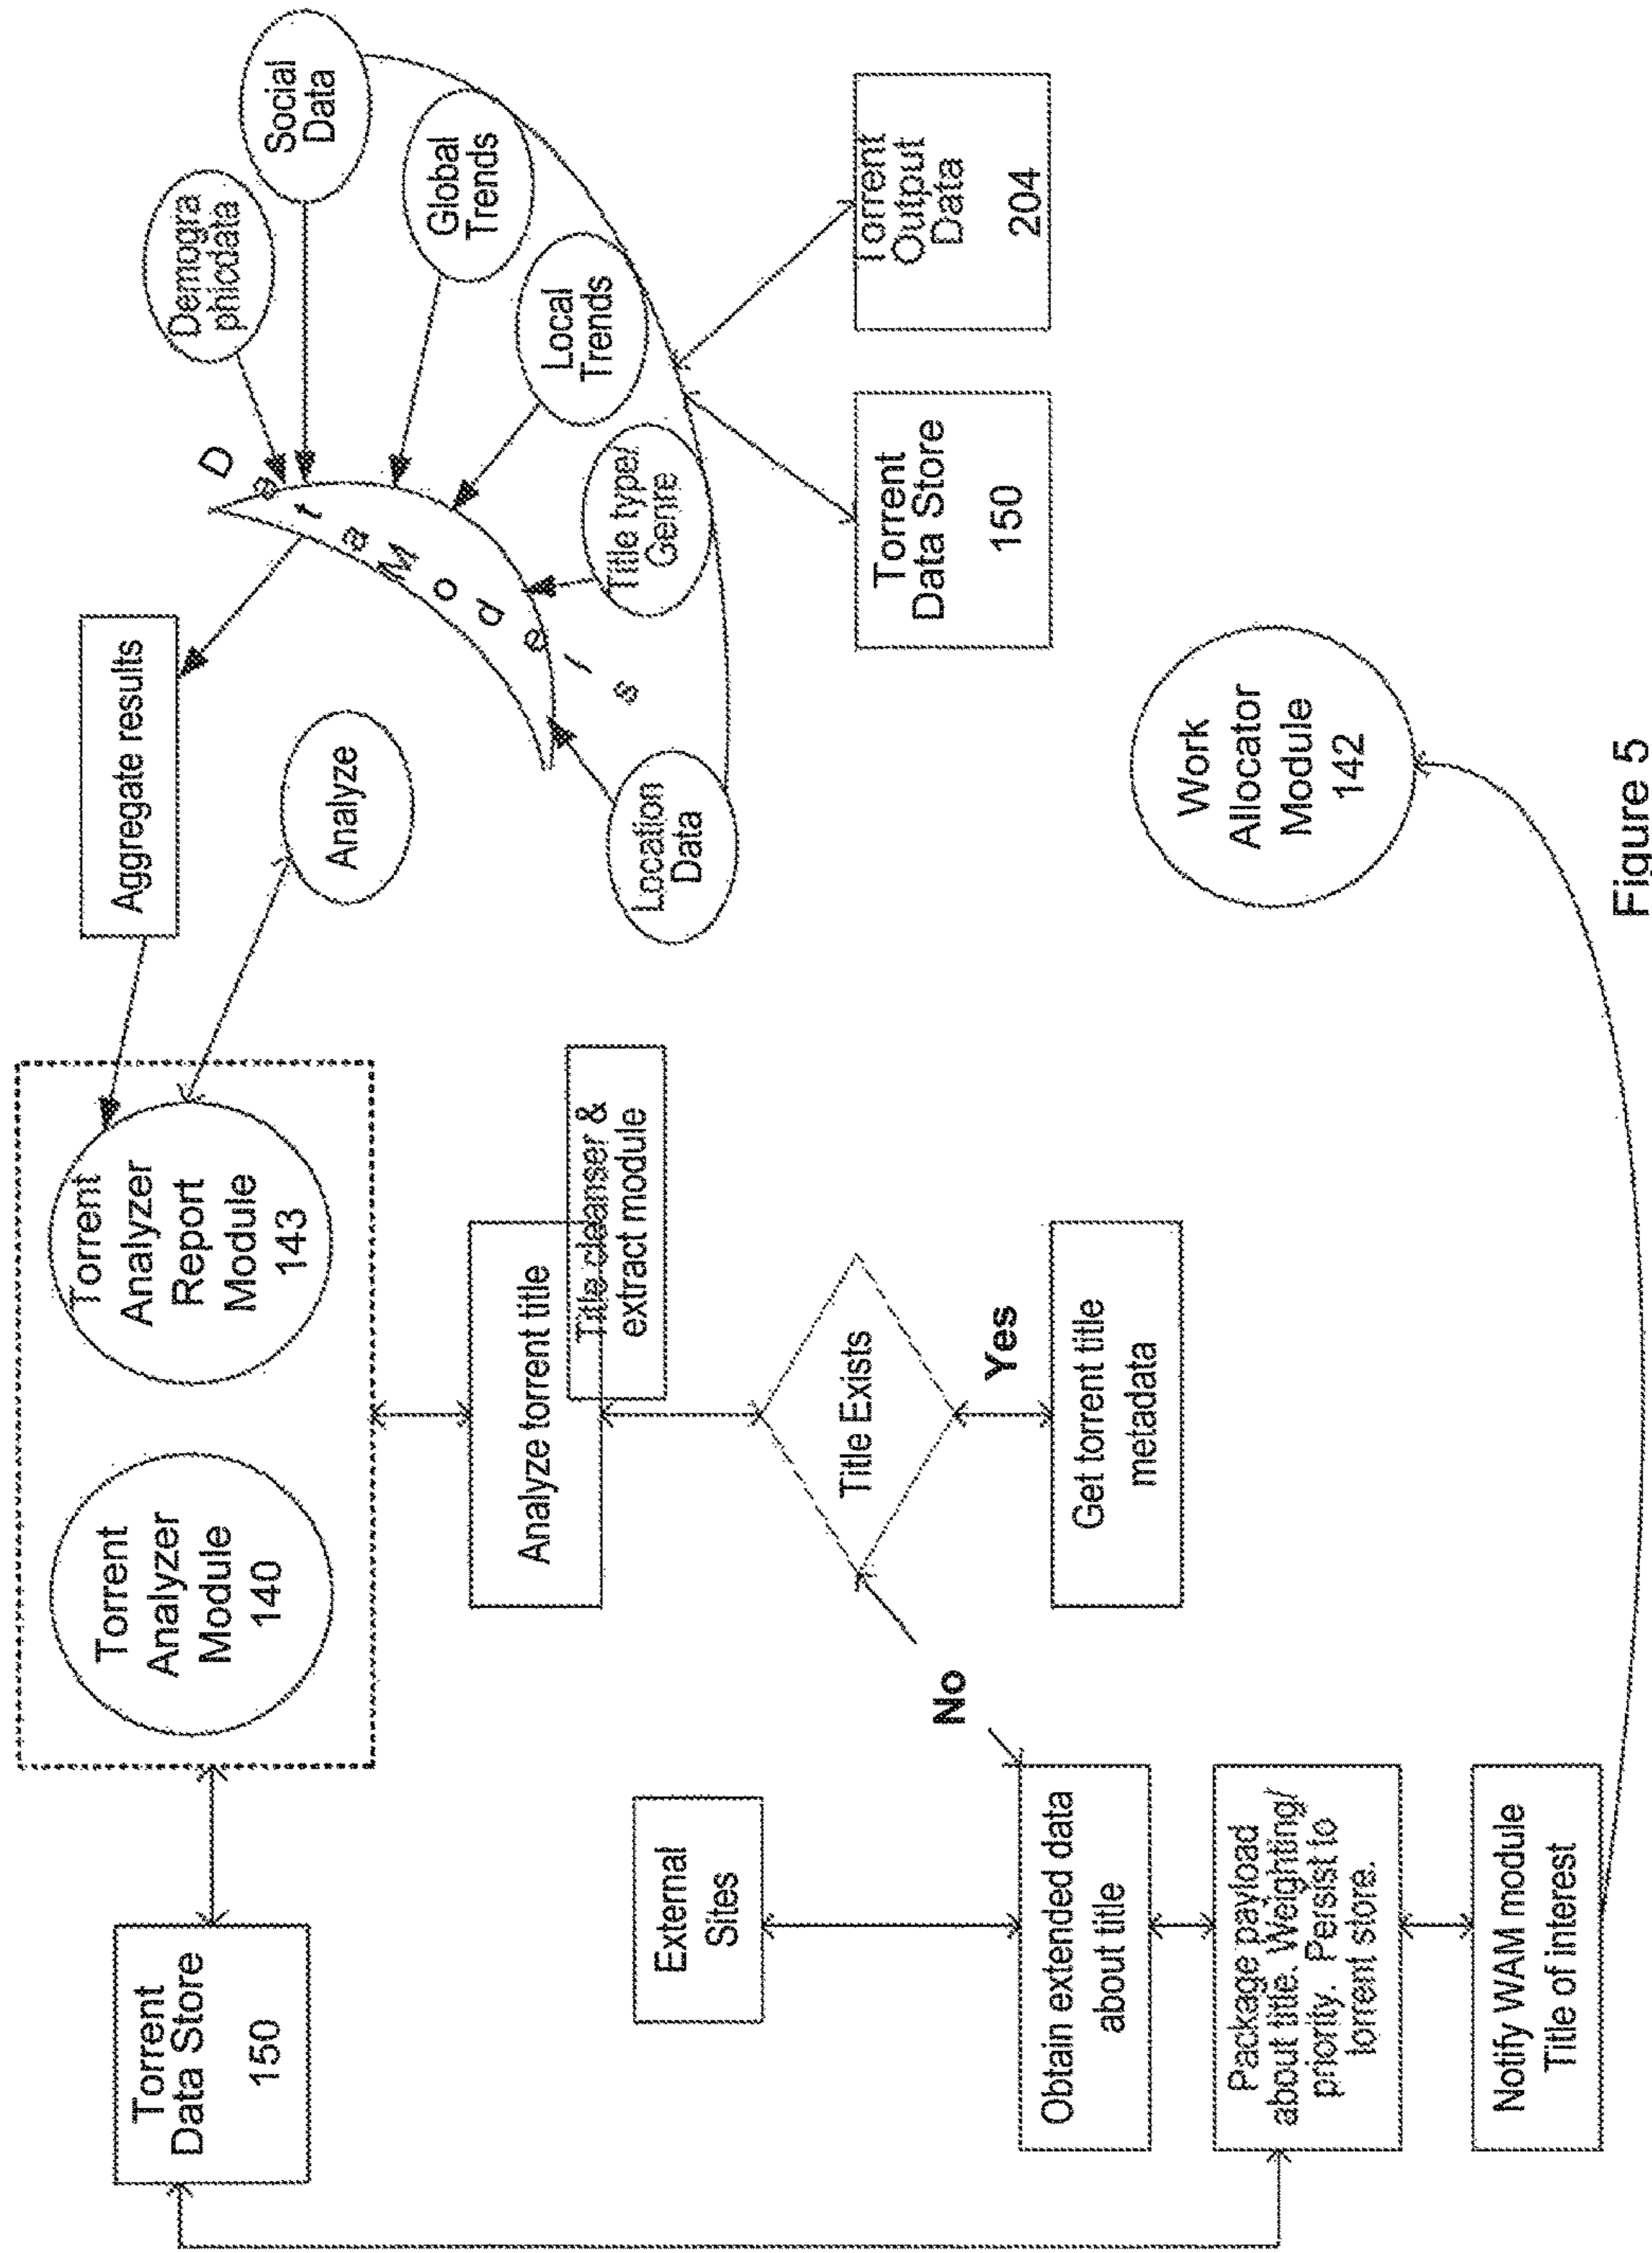 Torrent
Data Store
150
Torrent
Analyzer
Module
140
Torrent
Analyzer
Report
Module
143
Aggregate results
Analyze
Demogra
phicdata
Social
Data
Global
Trends
Local
Trends
Title type/
Genre
Location
Data
Data Models
Torrent
Data Store
150
Torrent
Output
Data
204
Analyze torrent title
Title cleanser &
extract module
Title Exists
Yes
No
Get torrent title
metadata
External
Sites
Obtain extended data
about title
Package payload
about title. Weighting/
priority. Persist to
torrent store.
Notify WAM module
Title of interest
Work
Allocator
Module
142
Figure 5